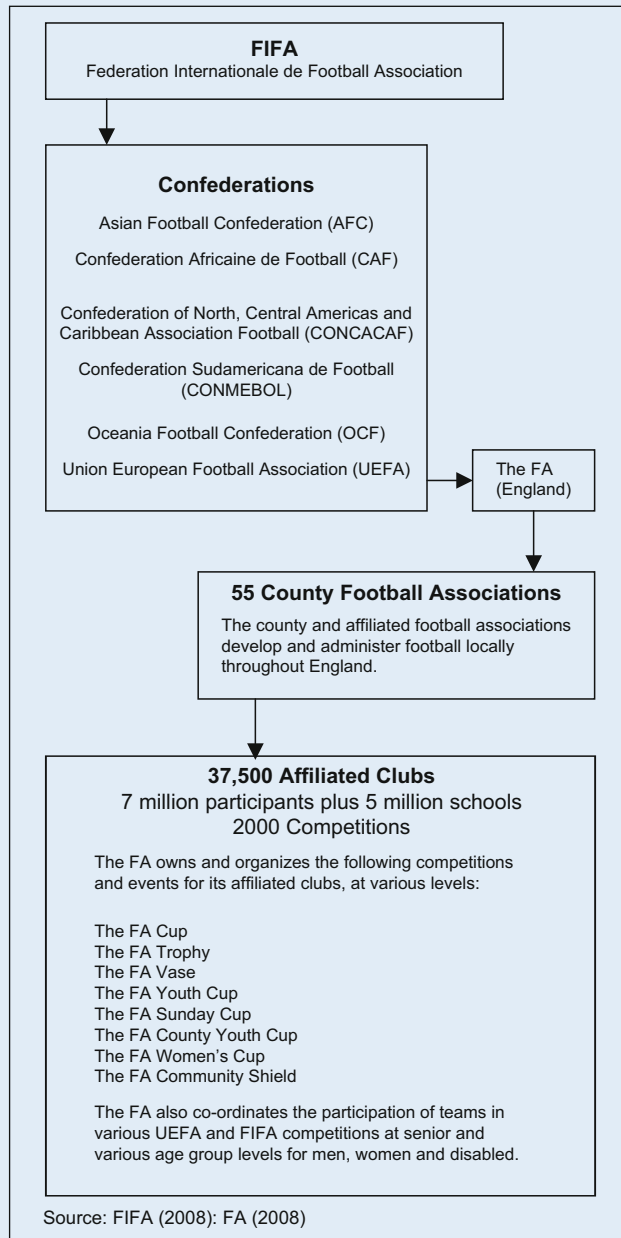 FIFA
Federation Internationale de Football Association
Confederations
Asian Football Confederation (AFC)
Confederation Africaine de Football (CAF)
Confederation of North, Central Americas and
Caribbean Association Football (CONCACAF)
Confederation Sudamericana de Football
(CONMEBOL)
Oceania Football Confederation (OCF)
Union European Football Association (UEFA)
The FA
(England)
55 County Football Associations
The county and affiliated football associations
develop and administer football locally
throughout England.
37,500 Affiliated Clubs
7 million participants plus 5 million schools
2000 Competitions
The FA owns and organizes the following competitions
and events for its affiliated clubs, at various levels:
The FA Cup
The FA Trophy
The FA Vase
The FA Youth Cup
The FA Sunday Cup
The FA County Youth Cup
The FA Women’s Cup
The FA Community Shield
The FA also co-ordinates the participation of teams in
various UEFA and FIFA competitions at senior and
various age group levels for men, women and disabled.
Source: FIFA (2008): FA (2008)